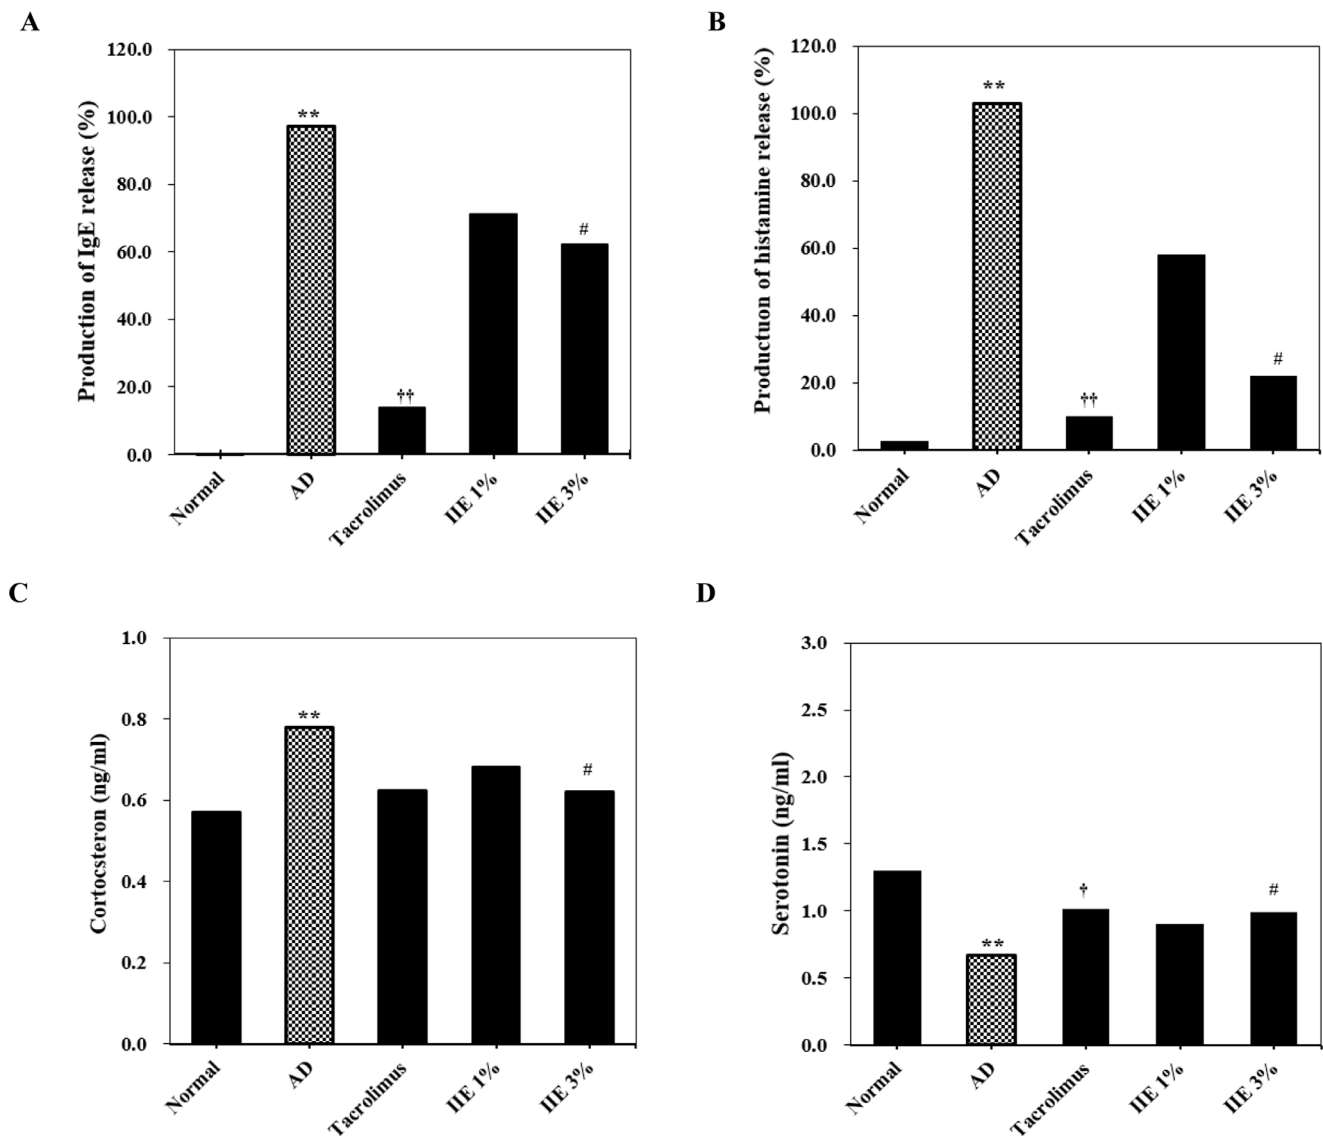 A
Production of IgE release (%)
120.0
100.0
80.0
60.0
40.0
20.0
0.0
**
††
#
Normal
AD
Tacrolimus
IIE 1%
IIE 3%
B
Productuon of histamine release (%)
120.0
100.0
80.0
60.0
40.0
20.0
0.0
**
††
#
Normal
AD
Tacrolimus
IIE 1%
IIE 3%
C
Cortocsteron (ng/ml)
1.0
0.8
0.6
0.4
0.2
0.0
**
#
Normal
AD
Tacrolimus
IIE 1%
IIE 3%
D
Serotonin (ng/ml)
3.0
2.5
2.0
1.5
1.0
0.5
0.0
**
†
#
Normal
AD
Tacrolimus
IIE 1%
IIE 3%